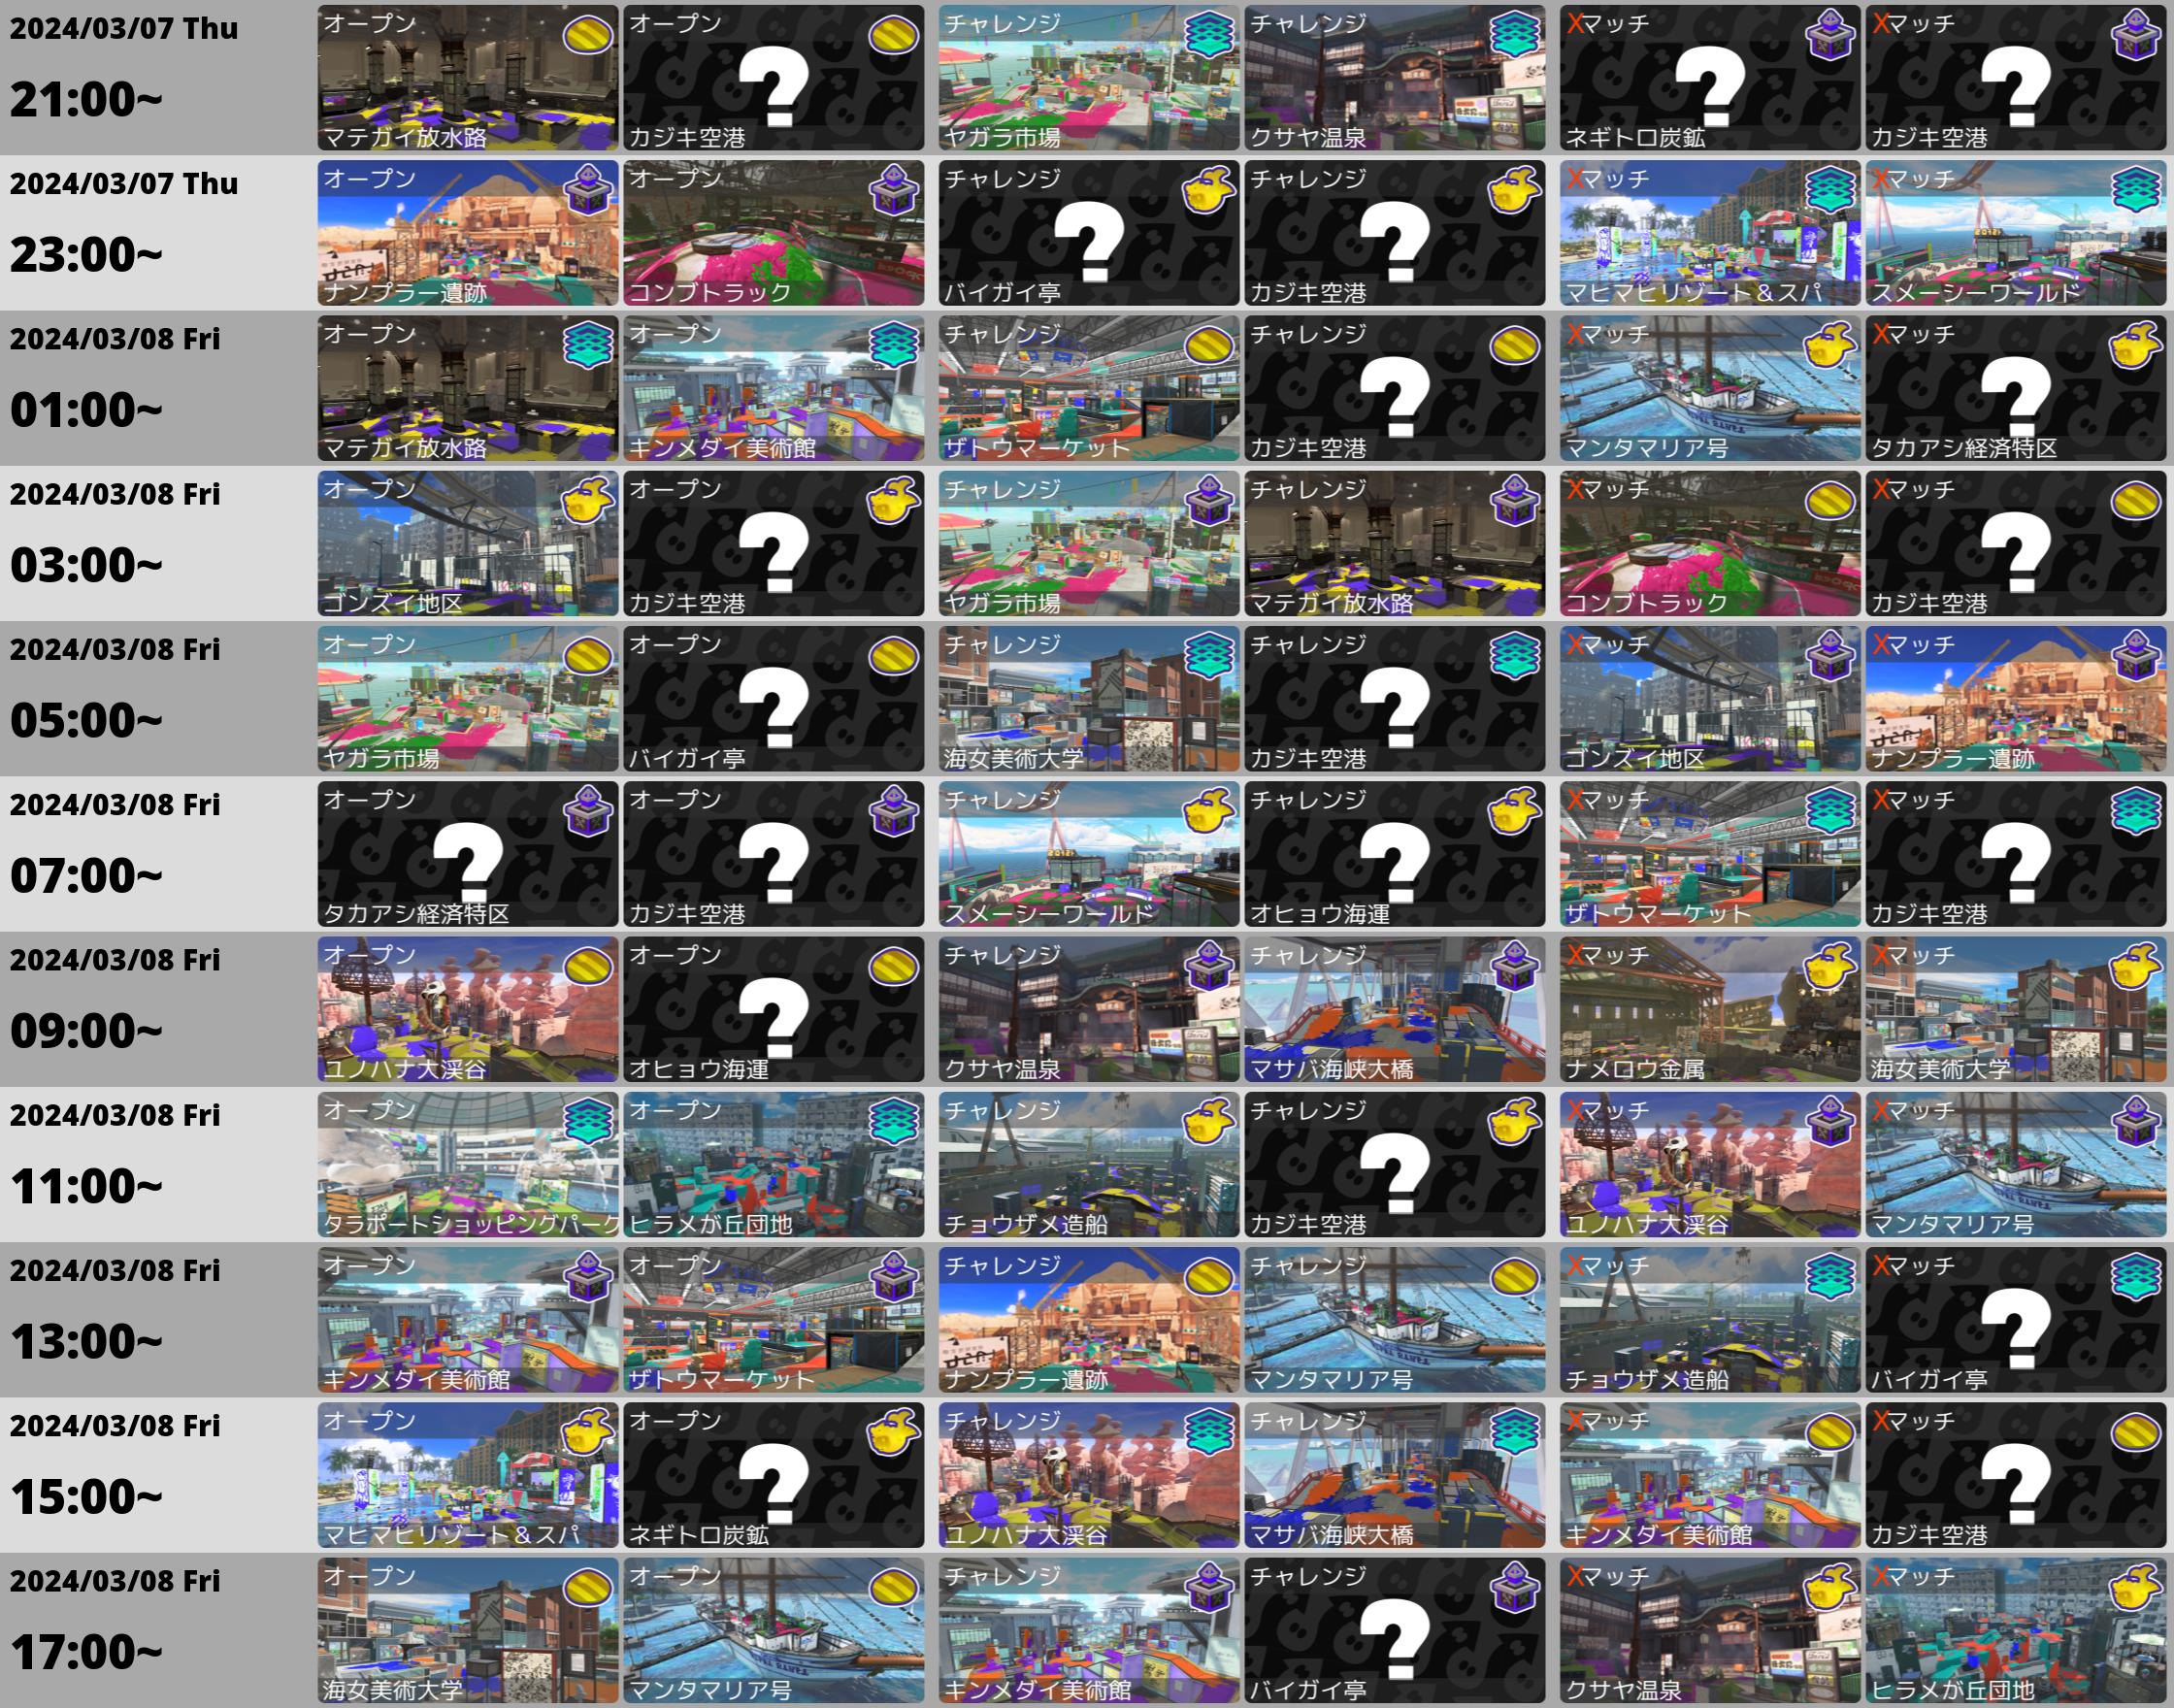 2024/03/07 Thu
21:00~
オープン
マテガイ放水路
オープン
カジキ空港
チャレンジ
ヤガラ市場
チャレンジ
クサヤ温泉
Xマッチ
ネギトロ炭鉱
Xマッチ
カジキ空港
2024/03/07 Thu
23:00~
オープン
ナンプラー遺跡
オープン
コンブトラック
チャレンジ
バイガイ亭
チャレンジ
カジキ空港
Xマッチ
マヒマヒリゾート＆スパ
Xマッチ
スメーシーワールド
2024/03/08 Fri
01:00~
オープン
マテガイ放水路
オープン
キンメダイ美術館
チャレンジ
ザトウマーケット
チャレンジ
カジキ空港
Xマッチ
マンタマリア号
Xマッチ
タカアシ経済特区
2024/03/08 Fri
03:00~
オープン
ゴンズイ地区
オープン
カジキ空港
チャレンジ
ヤガラ市場
チャレンジ
マテガイ放水路
Xマッチ
コンブトラック
Xマッチ
カジキ空港
2024/03/08 Fri
05:00~
オープン
ヤガラ市場
オープン
バイガイ亭
チャレンジ
海女美術大学
チャレンジ
カジキ空港
Xマッチ
ゴンズイ地区
Xマッチ
ナンプラー遺跡
2024/03/08 Fri
07:00~
オープン
タカアシ経済特区
オープン
カジキ空港
チャレンジ
スメーシーワールド
チャレンジ
オヒョウ海運
Xマッチ
ザトウマーケット
Xマッチ
カジキ空港
2024/03/08 Fri
09:00~
オープン
ユノハナ大渓谷
オープン
オヒョウ海運
チャレンジ
クサヤ温泉
チャレンジ
マサバ海峡大橋
Xマッチ
ナメロウ金属
Xマッチ
海女美術大学
2024/03/08 Fri
11:00~
オープン
タラポートショッピングパーク
オープン
ヒラメが丘団地
チャレンジ
チョウザメ造船
チャレンジ
カジキ空港
Xマッチ
ユノハナ大渓谷
Xマッチ
マンタマリア号
2024/03/08 Fri
13:00~
オープン
キンメダイ美術館
オープン
ザトウマーケット
チャレンジ
ナンプラー遺跡
チャレンジ
マンタマリア号
Xマッチ
チョウザメ造船
Xマッチ
バイガイ亭
2024/03/08 Fri
15:00~
オープン
マヒマヒリゾート＆スパ
オープン
ネギトロ炭鉱
チャレンジ
ユノハナ大渓谷
チャレンジ
マサバ海峡大橋
Xマッチ
キンメダイ美術館
Xマッチ
カジキ空港
2024/03/08 Fri
17:00~
オープン
海女美術大学
オープン
マンタマリア号
チャレンジ
キンメダイ美術館
チャレンジ
バイガイ亭
Xマッチ
クサヤ温泉
Xマッチ
ヒラメが丘団地